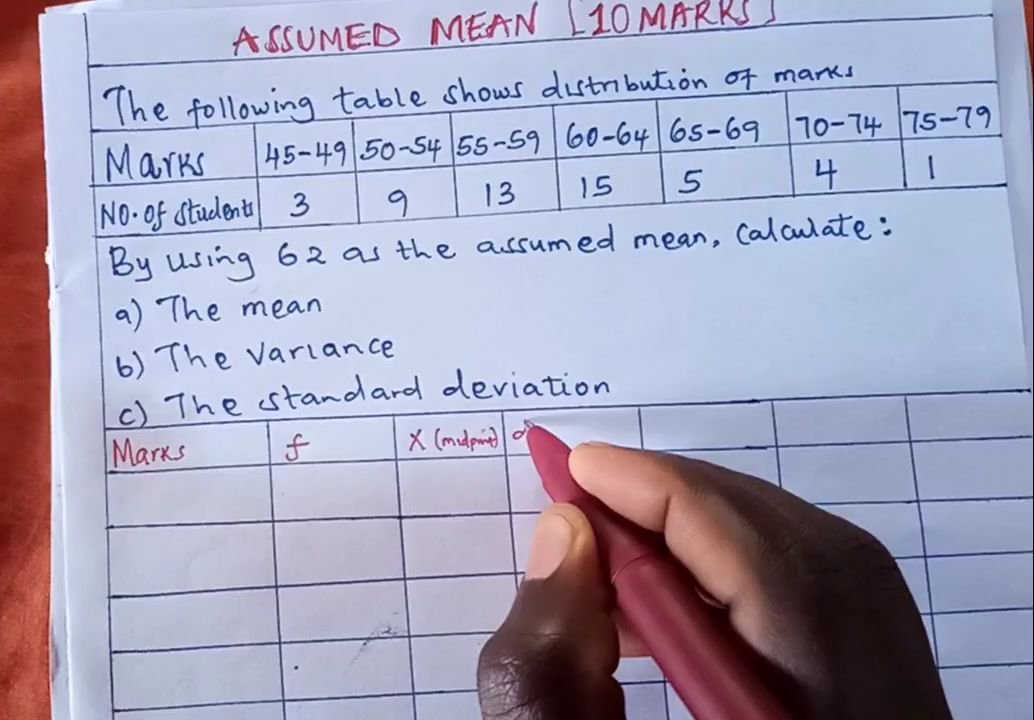 ASSUMED MEAN [10 MARKS]
The following table shows distribution of marks
Marks 45-49 50-54 55-59 60-64 65-69 70-74 75-79
NO. of students 3 9 13 15 5 4 1
By using 62 as the assumed mean, calculate:
a) The mean
b) The variance
c) The standard deviation
Marks f X (midpoint) d